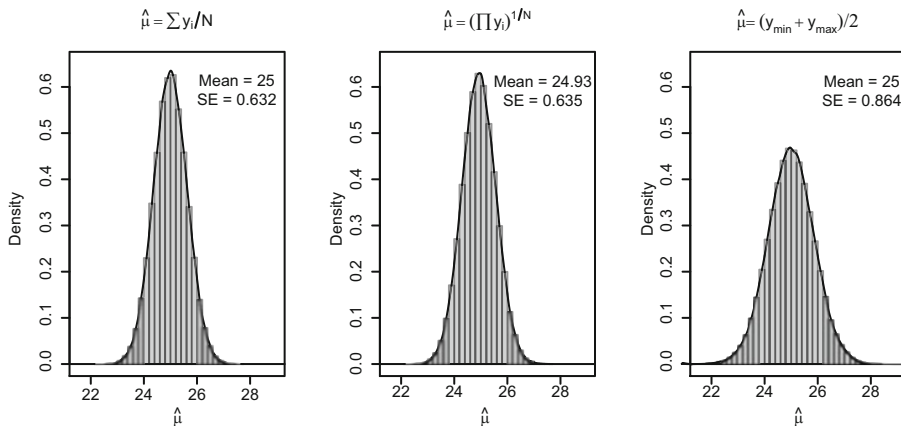 μ̂ = ∑ yᵢ/N
Mean = 25
SE = 0.632
Density
0.0
0.1
0.2
0.3
0.4
0.5
0.6
22
24
26
28
μ̂
μ̂ = (∏ yᵢ)^1/N
Mean = 24.93
SE = 0.635
Density
0.0
0.1
0.2
0.3
0.4
0.5
0.6
22
24
26
28
μ̂
μ̂ = (y_min + y_max)/2
Mean = 25
SE = 0.864
Density
0.0
0.1
0.2
0.3
0.4
0.5
0.6
22
24
26
28
μ̂